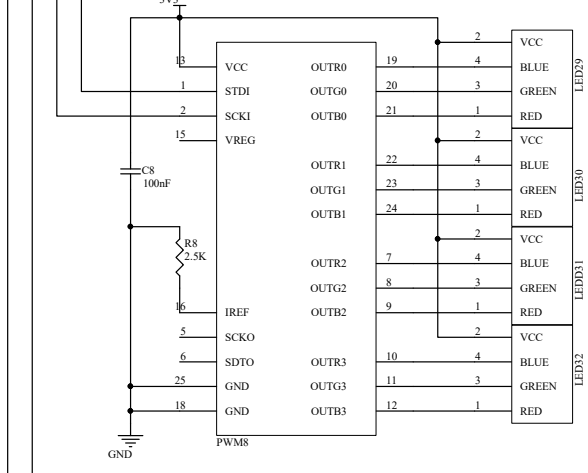 3V3
2 VCC
13 VCC OUTR0 19 4 BLUE
1 STDI OUTG0 20 3 GREEN
2 SCKI OUTB0 21 1 RED
LED29
15 VREG 2 VCC
OUTR1 22 4 BLUE
C8
100nF OUTG1 23 3 GREEN
OUTB1 24 1 RED
LED30
2 VCC
R8
2.5K OUTR2 7 4 BLUE
OUTG2 8 3 GREEN
16 IREF OUTB2 9 1 RED
LEDD31
5 SCKO 2 VCC
6 SDTO OUTR3 10 4 BLUE
25 GND OUTG3 11 3 GREEN
18 GND OUTB3 12 1 RED
LED32
PWM8
GND